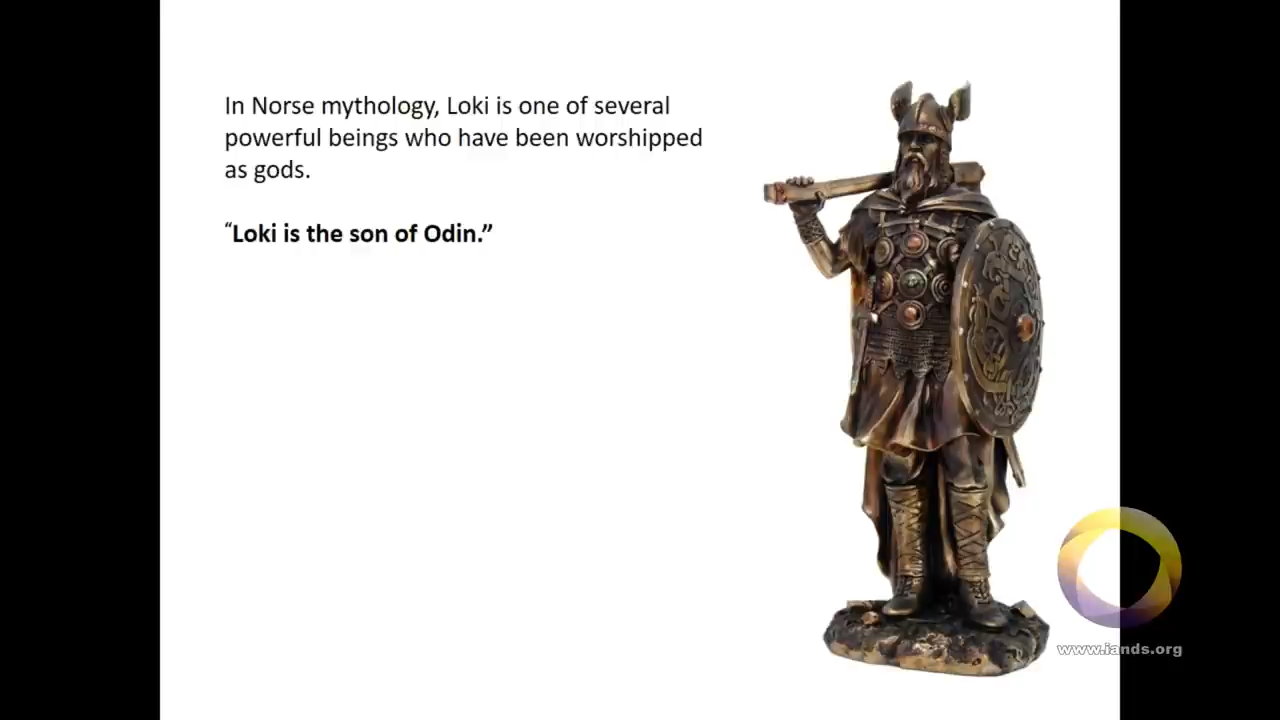 In Norse mythology, Loki is one of several
powerful beings who have been worshipped
as gods.
“Loki is the son of Odin.”
www.iands.org